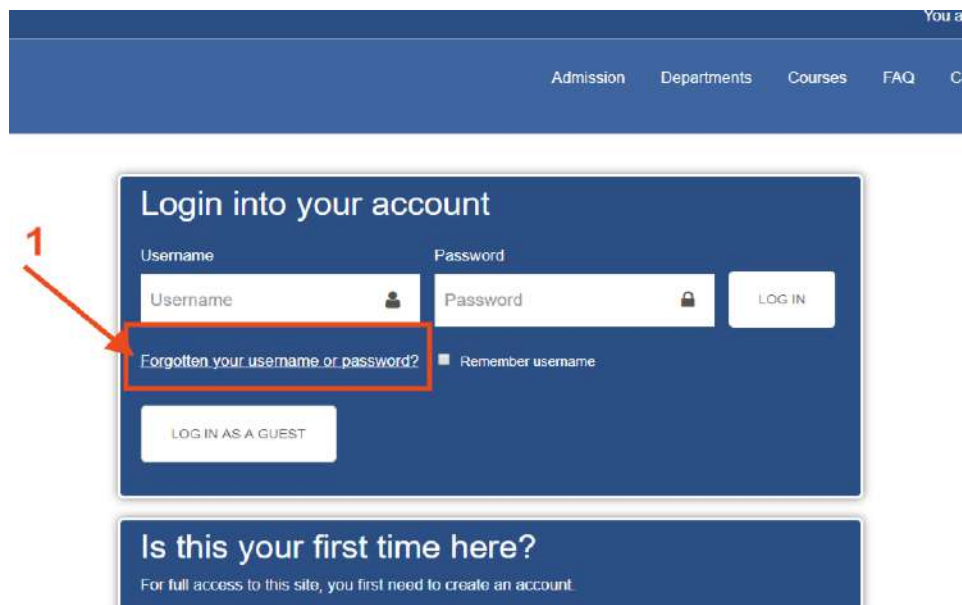 You a
Admission Departments Courses FAQ C
Login into your account
1
Username Password
Username Password LOG IN
Forgotten your username or password? Remember username
LOG IN AS A GUEST
Is this your first time here?
For full access to this site, you first need to create an account.